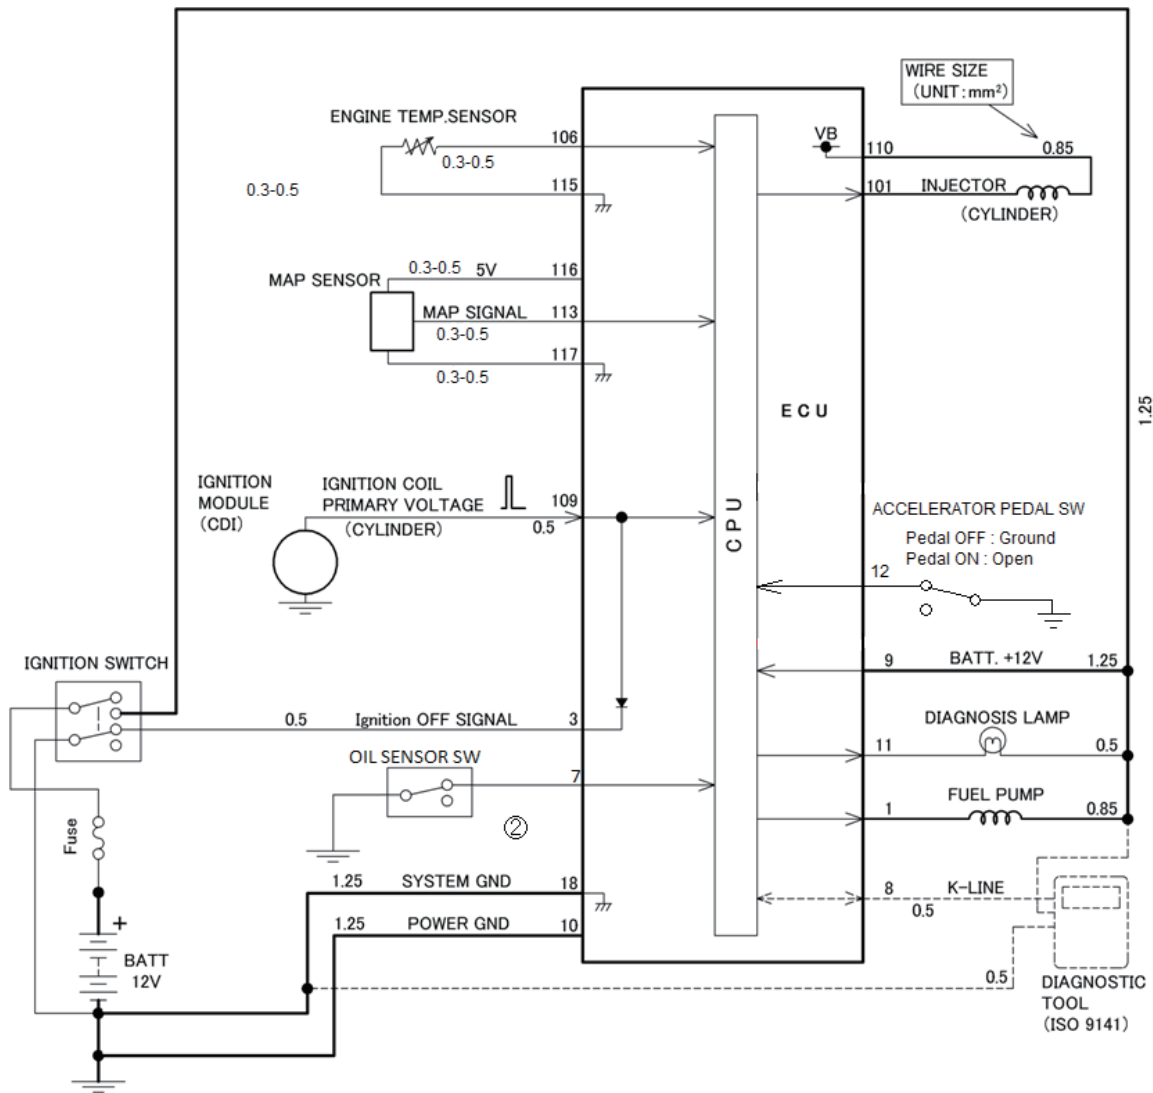 WIRE SIZE
(UNIT:mm²)
ENGINE TEMP.SENSOR
106
0.3-0.5
0.3-0.5
115
VB
110
0.85
101
INJECTOR
(CYLINDER)
MAP SENSOR
0.3-0.5
5V
116
MAP SIGNAL
113
0.3-0.5
117
0.3-0.5
ECU
1.25
CPU
IGNITION
MODULE
(CDI)
IGNITION COIL
PRIMARY VOLTAGE
(CYLINDER)
109
0.5
ACCELERATOR PEDAL SW
Pedal OFF : Ground
Pedal ON : Open
12
IGNITION SWITCH
9
BATT. +12V
1.25
0.5
Ignition OFF SIGNAL
3
DIAGNOSIS LAMP
11
0.5
OIL SENSOR SW
7
FUEL PUMP
1
0.85
Fuse
②
1.25
SYSTEM GND
18
8
K-LINE
0.5
1.25
POWER GND
10
+
BATT
12V
0.5
DIAGNOSTIC
TOOL
(ISO 9141)